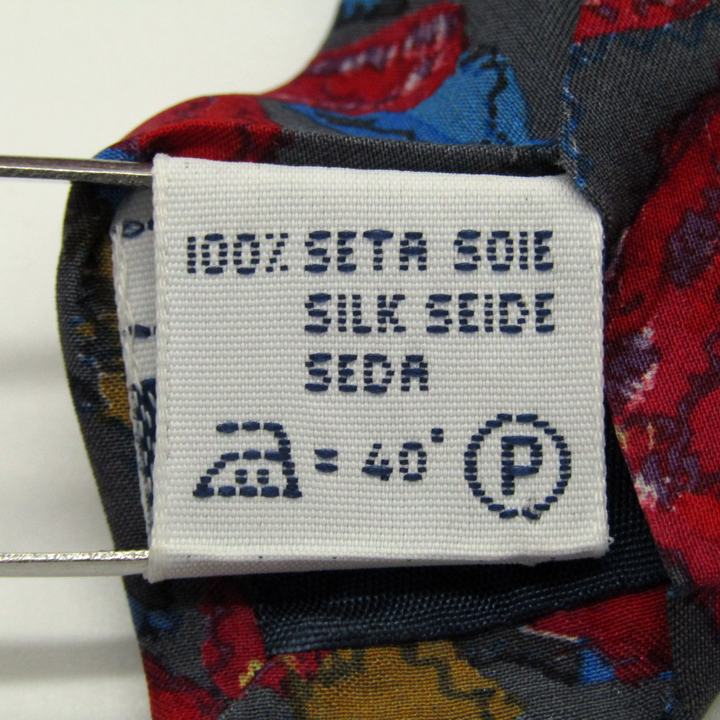 100% SETA SOIE
SILK SEIDE
SEDA
= 40°
P